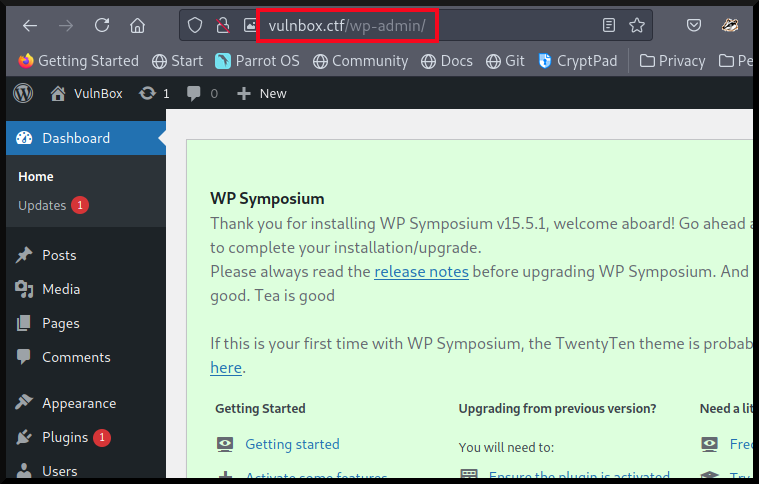 vulnbox.ctf/wp-admin/
Getting Started Start Parrot OS Community Docs Git CryptPad Privacy Pe
VulnBox 1 0 New
Dashboard
Home
Updates 1
Posts
Media
Pages
Comments
Appearance
Plugins 1
Users
WP Symposium
Thank you for installing WP Symposium v15.5.1, welcome aboard! Go ahead a
to complete your installation/upgrade.
Please always read the release notes before upgrading WP Symposium. And
good. Tea is good
If this is your first time with WP Symposium, the TwentyTen theme is probab
here.
Getting Started Upgrading from previous version? Need a lit
Getting started You will need to: Free
Activate some features Ensure the plugin is activated Try